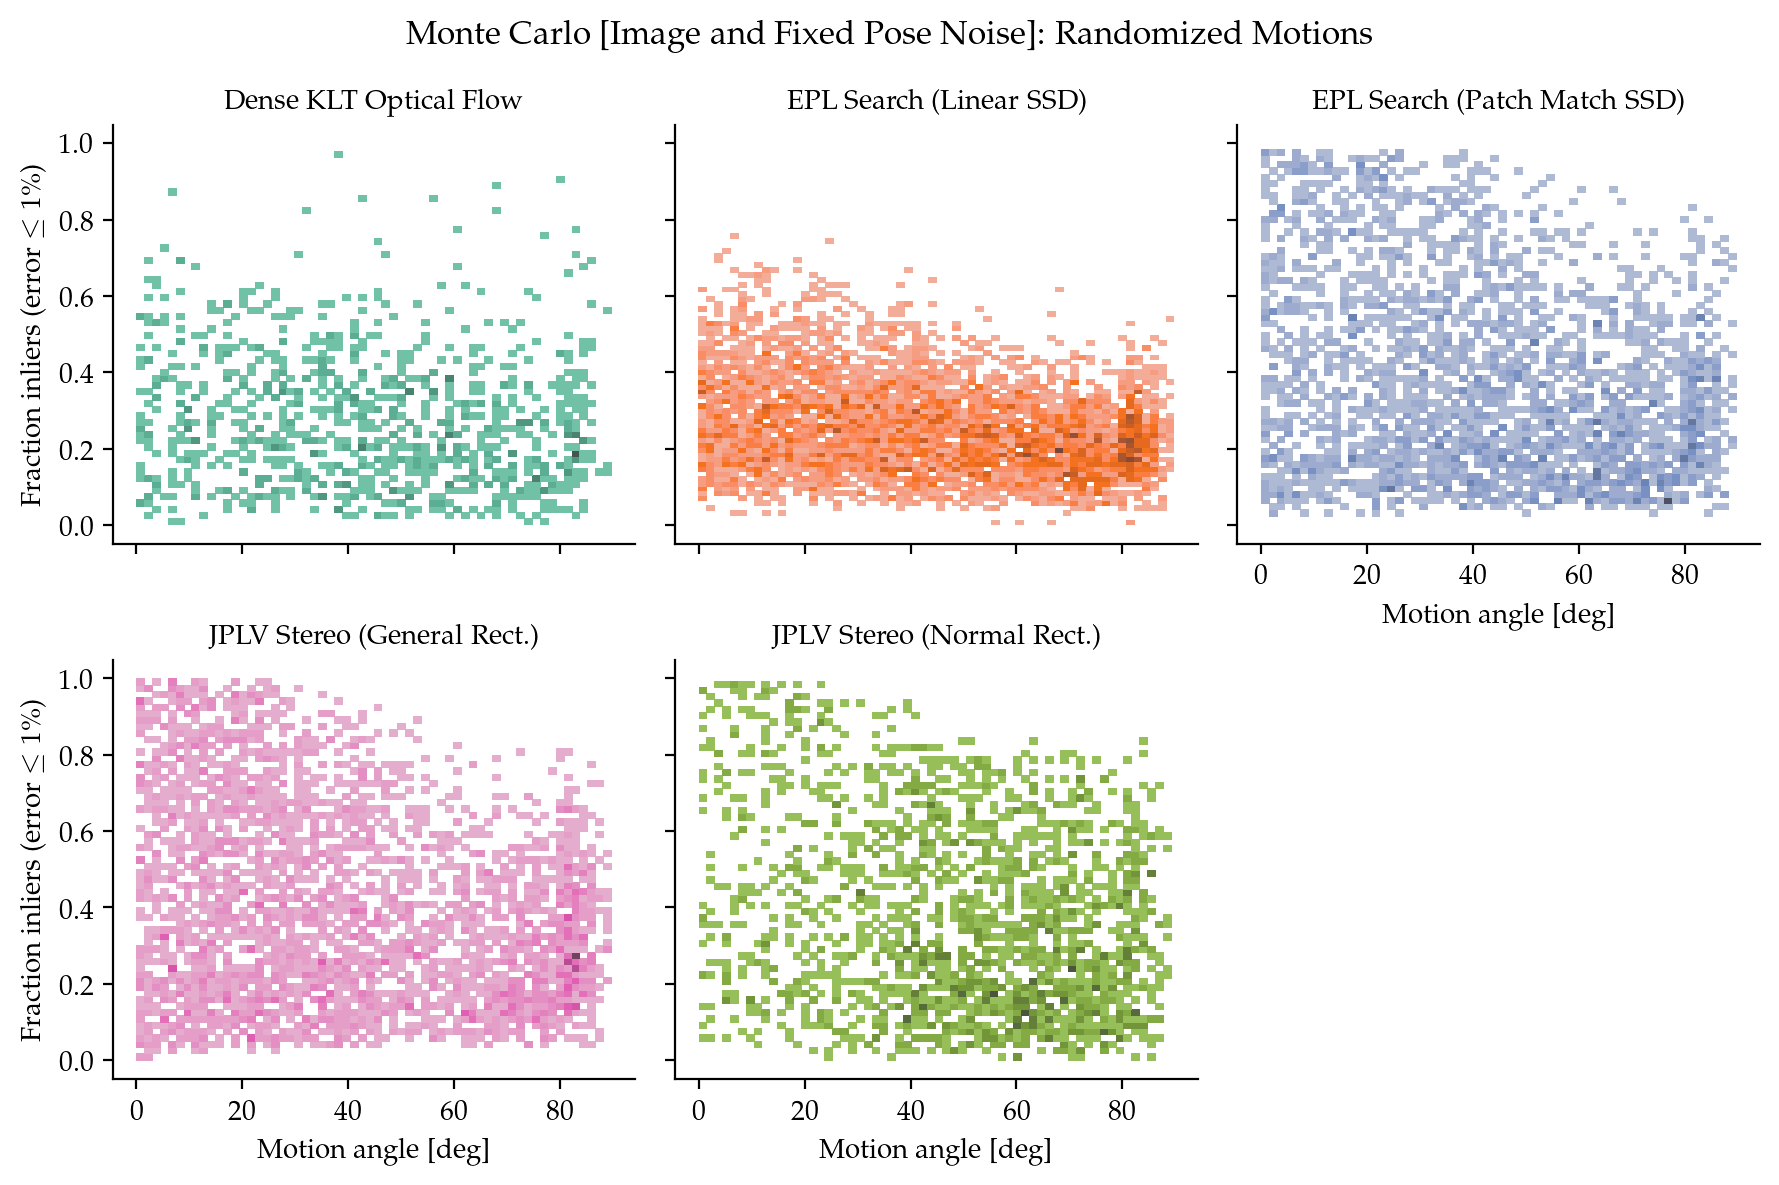 Monte Carlo [Image and Fixed Pose Noise]: Randomized Motions
Dense KLT Optical Flow
EPL Search (Linear SSD)
EPL Search (Patch Match SSD)
Fraction inliers (error ≤ 1%)
1.0
0.8
0.6
0.4
0.2
0.0
0 20 40 60 80
Motion angle [deg]
JPLV Stereo (General Rect.)
JPLV Stereo (Normal Rect.)
Fraction inliers (error ≤ 1%)
1.0
0.8
0.6
0.4
0.2
0.0
0 20 40 60 80
0 20 40 60 80
Motion angle [deg]
Motion angle [deg]